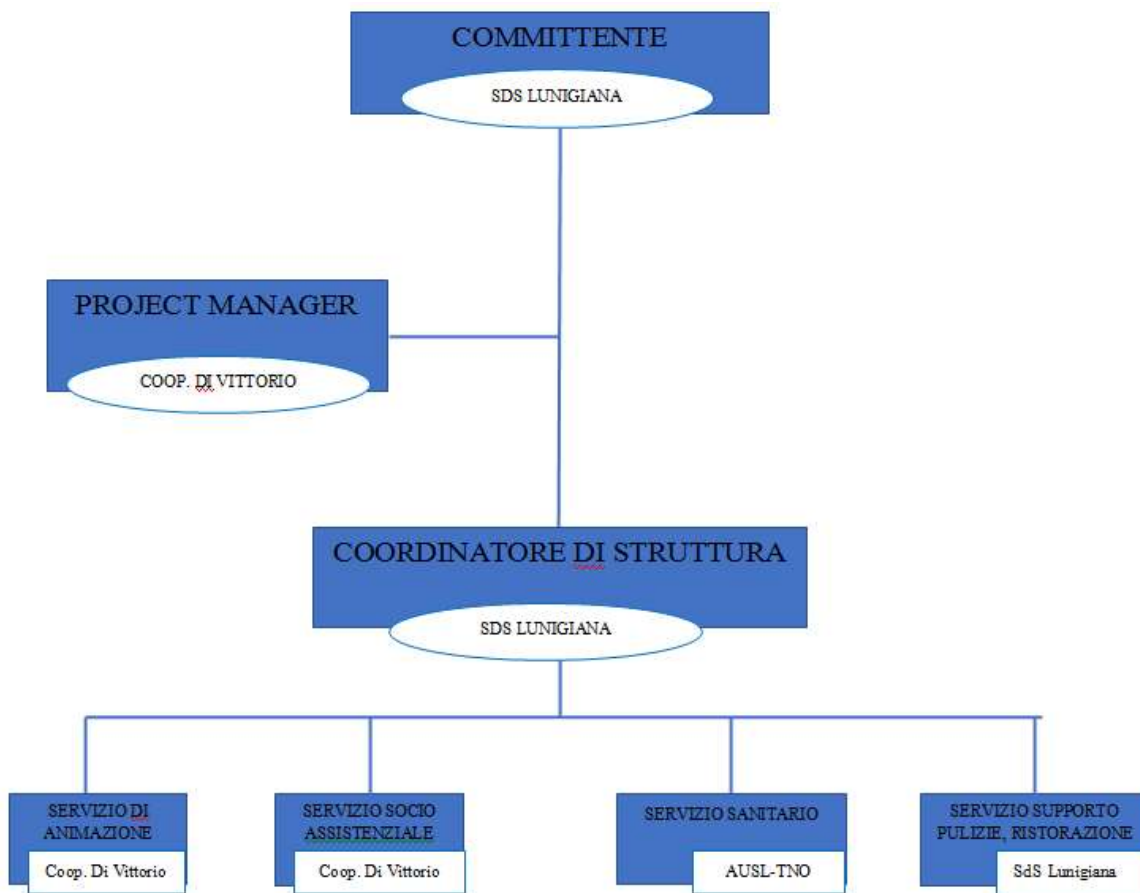 COMMITTENTE
SDS LUNIGIANA
PROJECT MANAGER
COOP. DI VITTORIO
COORDINATORE DI STRUTTURA
SDS LUNIGIANA
SERVIZIO DI
ANIMAZIONE
Coop. Di Vittorio
SERVIZIO SOCIO
ASSISTENZIALE
Coop. Di Vittorio
SERVIZIO SANITARIO
AUSL-TNO
SERVIZIO SUPPORTO
PULIZIE, RISTORAZIONE
SdS Lunigiana